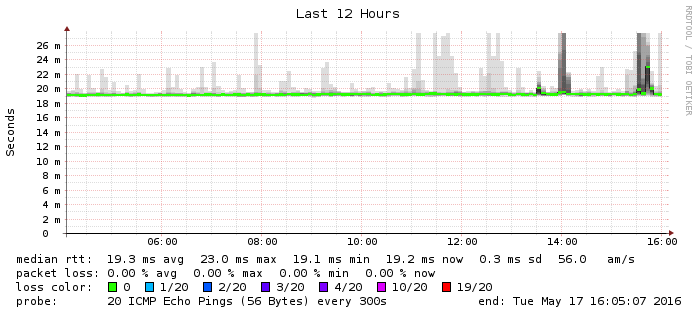 Last 12 Hours
RRDTOOL / TOBI OETIKER
Seconds
26 m
24 m
22 m
20 m
18 m
16 m
14 m
12 m
10 m
8 m
6 m
4 m
2 m
0
06:00 08:00 10:00 12:00 14:00 16:00
median rtt: 19.3 ms avg 23.0 ms max 19.1 ms min 19.2 ms now 0.3 ms sd 56.0 am/s
packet loss: 0.00 % avg 0.00 % max 0.00 % min 0.00 % now
loss color: 0 1/20 2/20 3/20 4/20 10/20 19/20
probe: 20 ICMP Echo Pings (56 Bytes) every 300s end: Tue May 17 16:05:07 2016